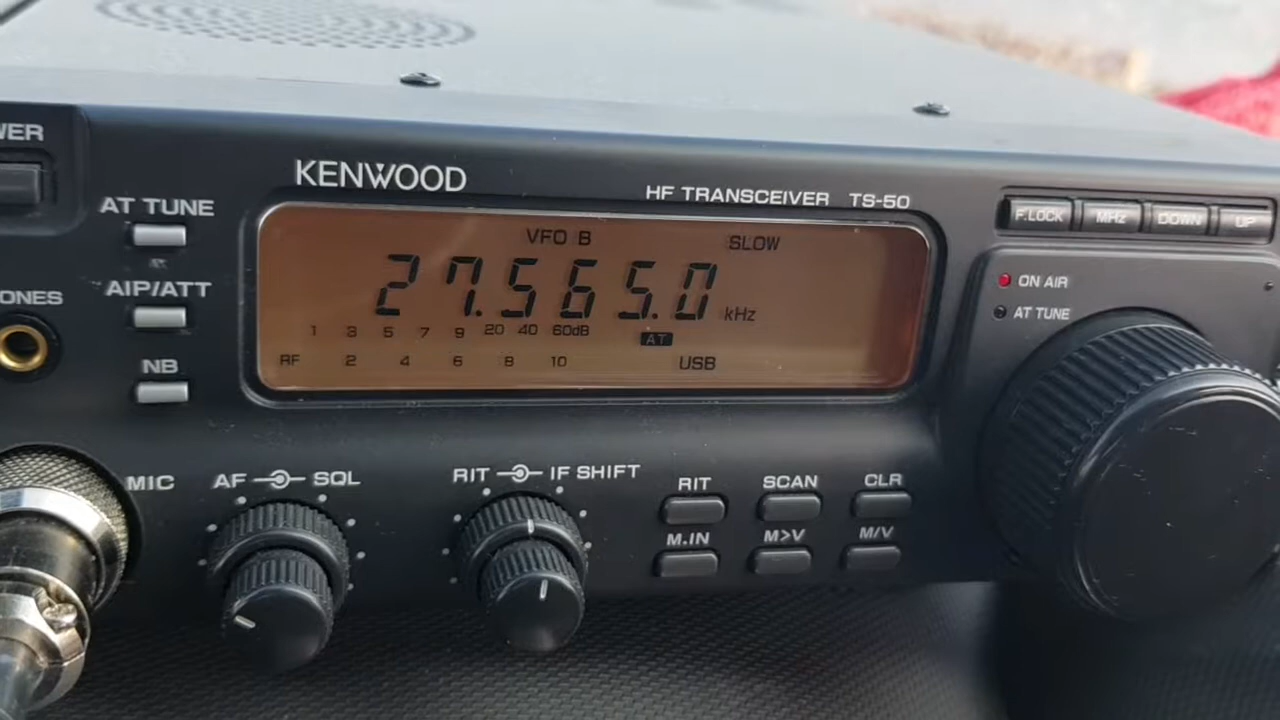 WER
KENWOOD
HF TRANSCEIVER TS-50
AT TUNE
F.LOCK MHz DOWN UP
VFO B SLOW
27.565.0 kHz
ON AIR
AT TUNE
AIP/ATT
ONES
1 3 5 7 9 20 40 60dB
AT
RF 2 4 6 8 10
USB
NB
MIC
AF SQL
RIT IF SHIFT
RIT SCAN CLR
M.IN M>V M/V